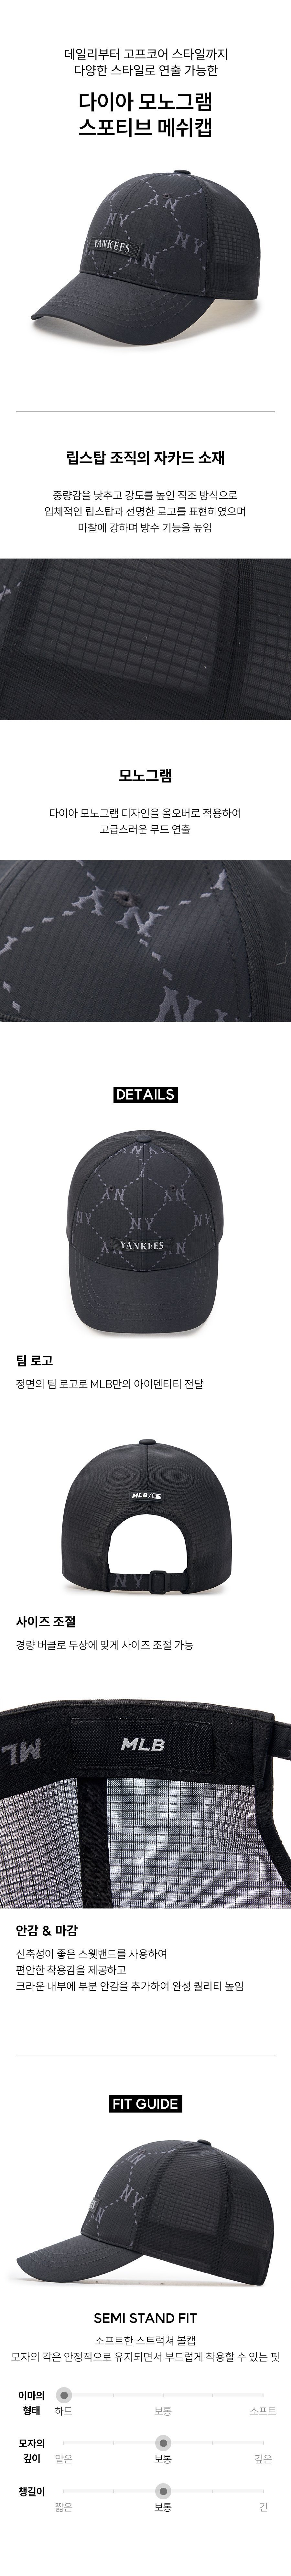 데일리부터 고프코어 스타일까지
다양한 스타일로 연출 가능한
다이아 모노그램
스포티브 메쉬캡
NY
NY
NY
YANKEES
립스탑 조직의 자카드 소재
중량감을 낮추고 강도를 높인 직조 방식으로
입체적인 립스탑과 선명한 로고를 표현하였으며
마찰에 강하며 방수 기능을 높임
모노그램
다이아 모노그램 디자인을 올오버로 적용하여
고급스러운 무드 연출
DETAILS
NY
NY
NY
YANKEES
팀 로고
정면의 팀 로고로 MLB만의 아이덴티티 전달
MLB
NY
사이즈 조절
경량 버클로 두상에 맞게 사이즈 조절 가능
MLB
안감 & 마감
신축성이 좋은 스웻밴드를 사용하여
편안한 착용감을 제공하고
크라운 내부에 부분 안감을 추가하여 완성 퀄리티 높임
FIT GUIDE
NY
SEMI STAND FIT
소프트한 스트럭쳐 볼캡
모자의 각은 안정적으로 유지되면서 부드럽게 착용할 수 있는 핏
이마의
형태
하드 보통 소프트
모자의
깊이
얕은 보통 깊은
챙길이
짧은 보통 긴